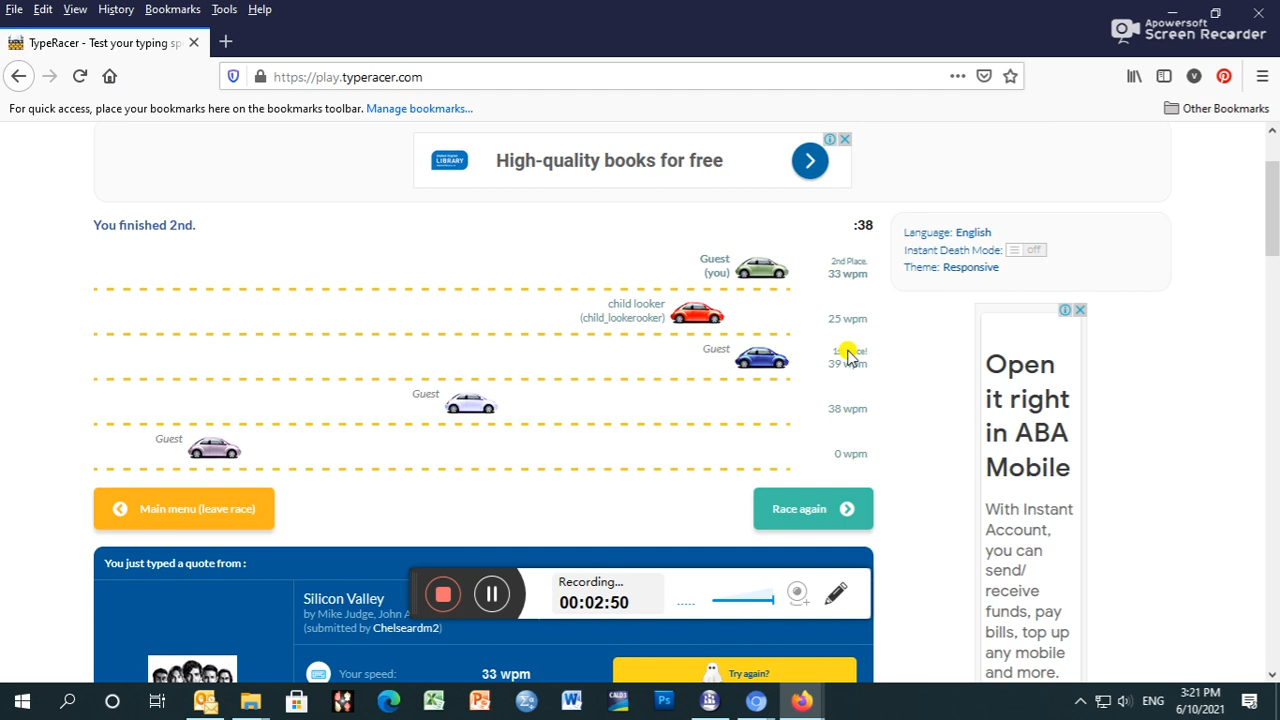 File Edit View History Bookmarks Tools Help
Apowersoft
Screen Recorder
TypeRacer - Test your typing sp
https://play.typeracer.com
For quick access, place your bookmarks here on the bookmarks toolbar. Manage bookmarks...
Other Bookmarks
LIBRARY
High-quality books for free
You finished 2nd.
:38
Guest
(you)
2nd Place.
33 wpm
child looker
(child_lookerooker)
25 wpm
Guest
39 wpm
Guest
38 wpm
Guest
0 wpm
Main menu (leave race)
Race again
Language: English
Instant Death Mode: off
Theme: Responsive
Open
it right
in ABA
Mobile
With Instant
Account,
you can
send/
receive
funds, pay
bills, top up
any mobile
and more.
You just typed a quote from :
Silicon Valley
by Mike Judge, John A
(submitted by Chelseardm2)
Your speed:
33 wpm
Try again?
Recording...
00:02:50
ENG
3:21 PM
6/10/2021